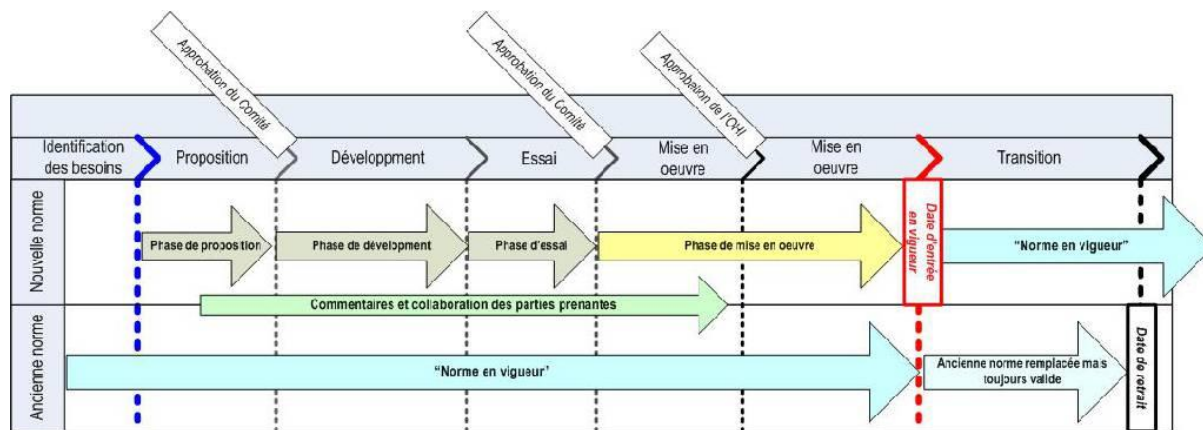 Approbation du Comité
Approbation du Comité
Approbation de l'OHI
Identification
des besoins
Proposition
Développment
Essai
Mise en
oeuvre
Mise en
oeuvre
Transition
Nouvelle norme
Phase de proposition
Phase de dévelopment
Phase d'essai
Phase de mise en oeuvre
Date d'entrée
en vigueur
"Norme en vigueur"
Commentaires et collaboration des parties prenantes
Ancienne norme
"Norme en vigueur"
Ancienne norme remplacée mais
toujours valide
Date de retrait